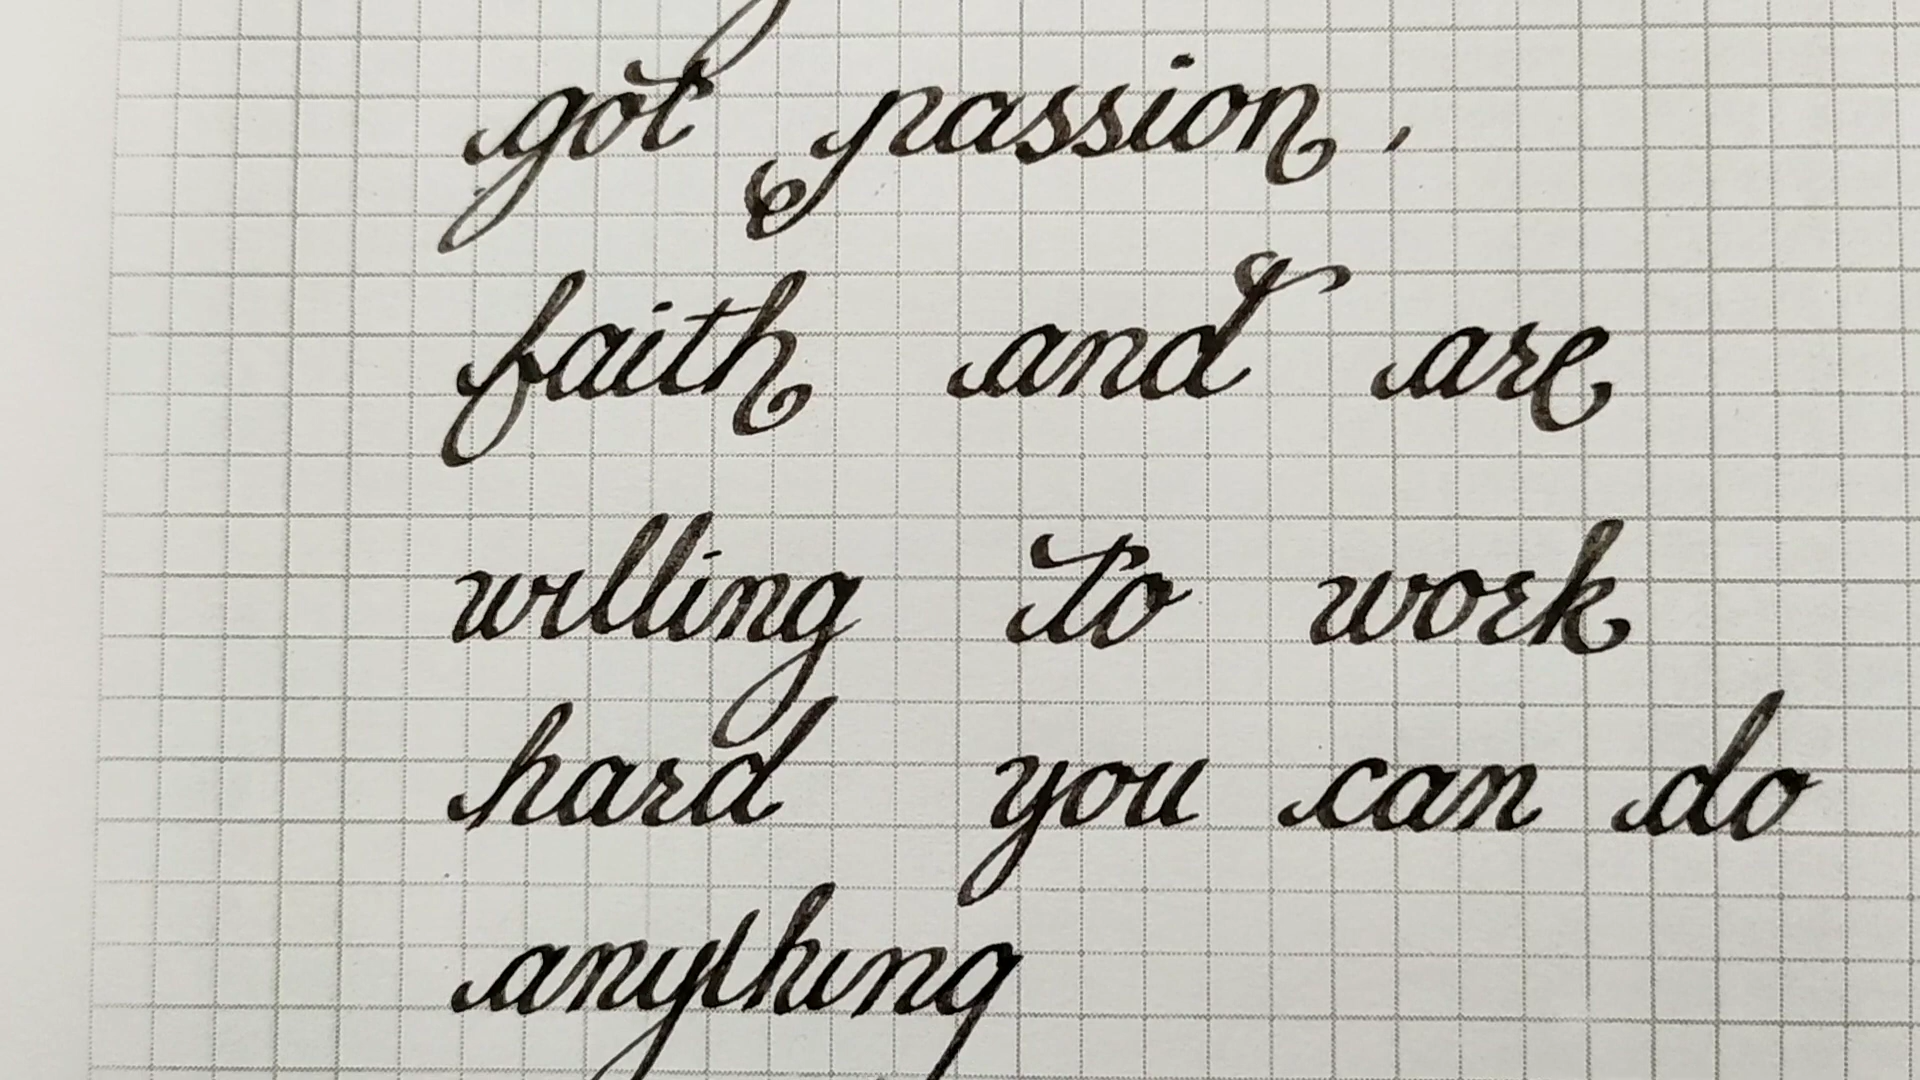 got passion,
faith and are
willing to work
hard you can do
anything